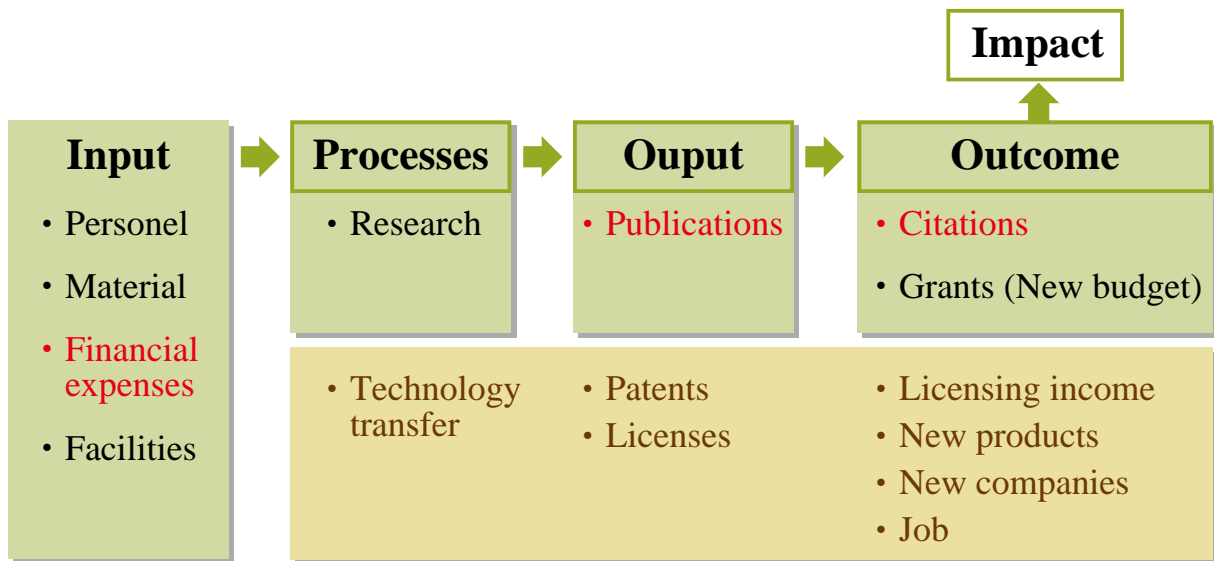 Impact
Input
・Personel
・Material
・Financial
expenses
・Facilities
Processes
・Research
Ouput
・Publications
Outcome
・Citations
・Grants (New budget)
・Technology
transfer
・Patents
・Licenses
・Licensing income
・New products
・New companies
・Job